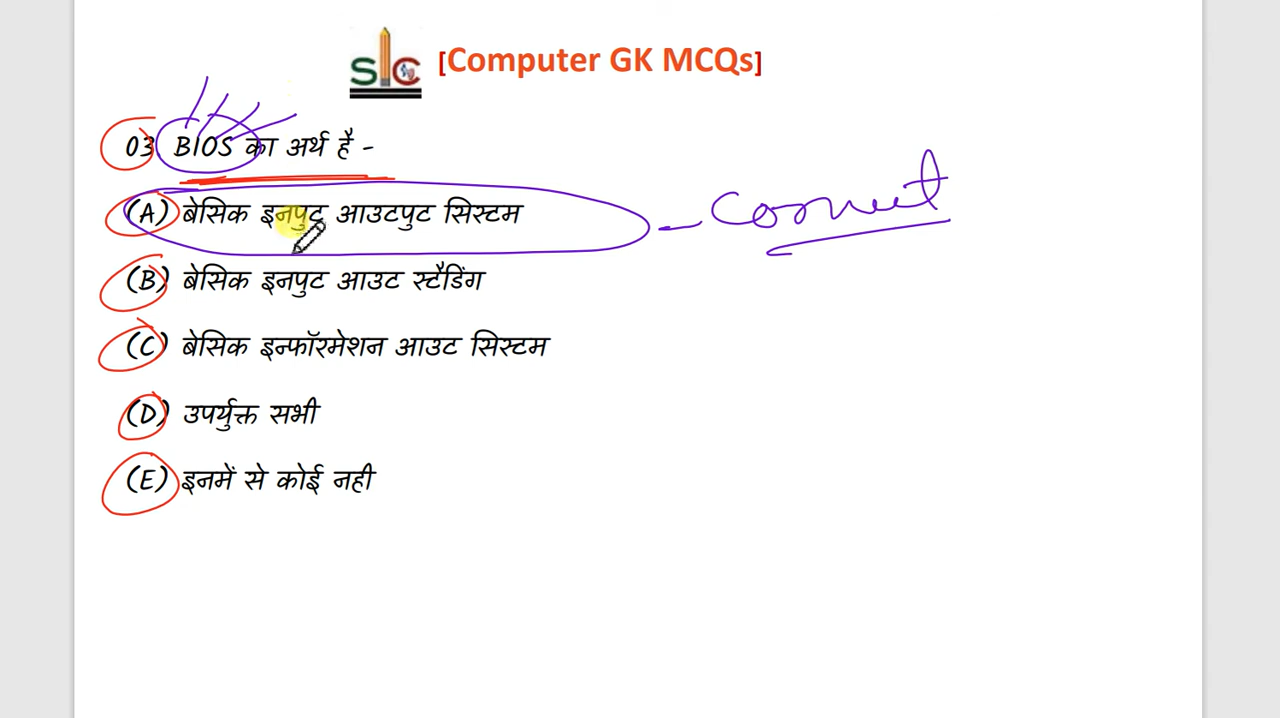 SIC [Computer GK MCQs]
03 BIOS का अर्थ है -
(A) बेसिक इनपुट आउटपुट सिस्टम
correct
(B) बेसिक इनपुट आउट स्टैडिंग
(C) बेसिक इन्फॉरमेशन आउट सिस्टम
(D) उपर्युक्त सभी
(E) इनमें से कोई नही